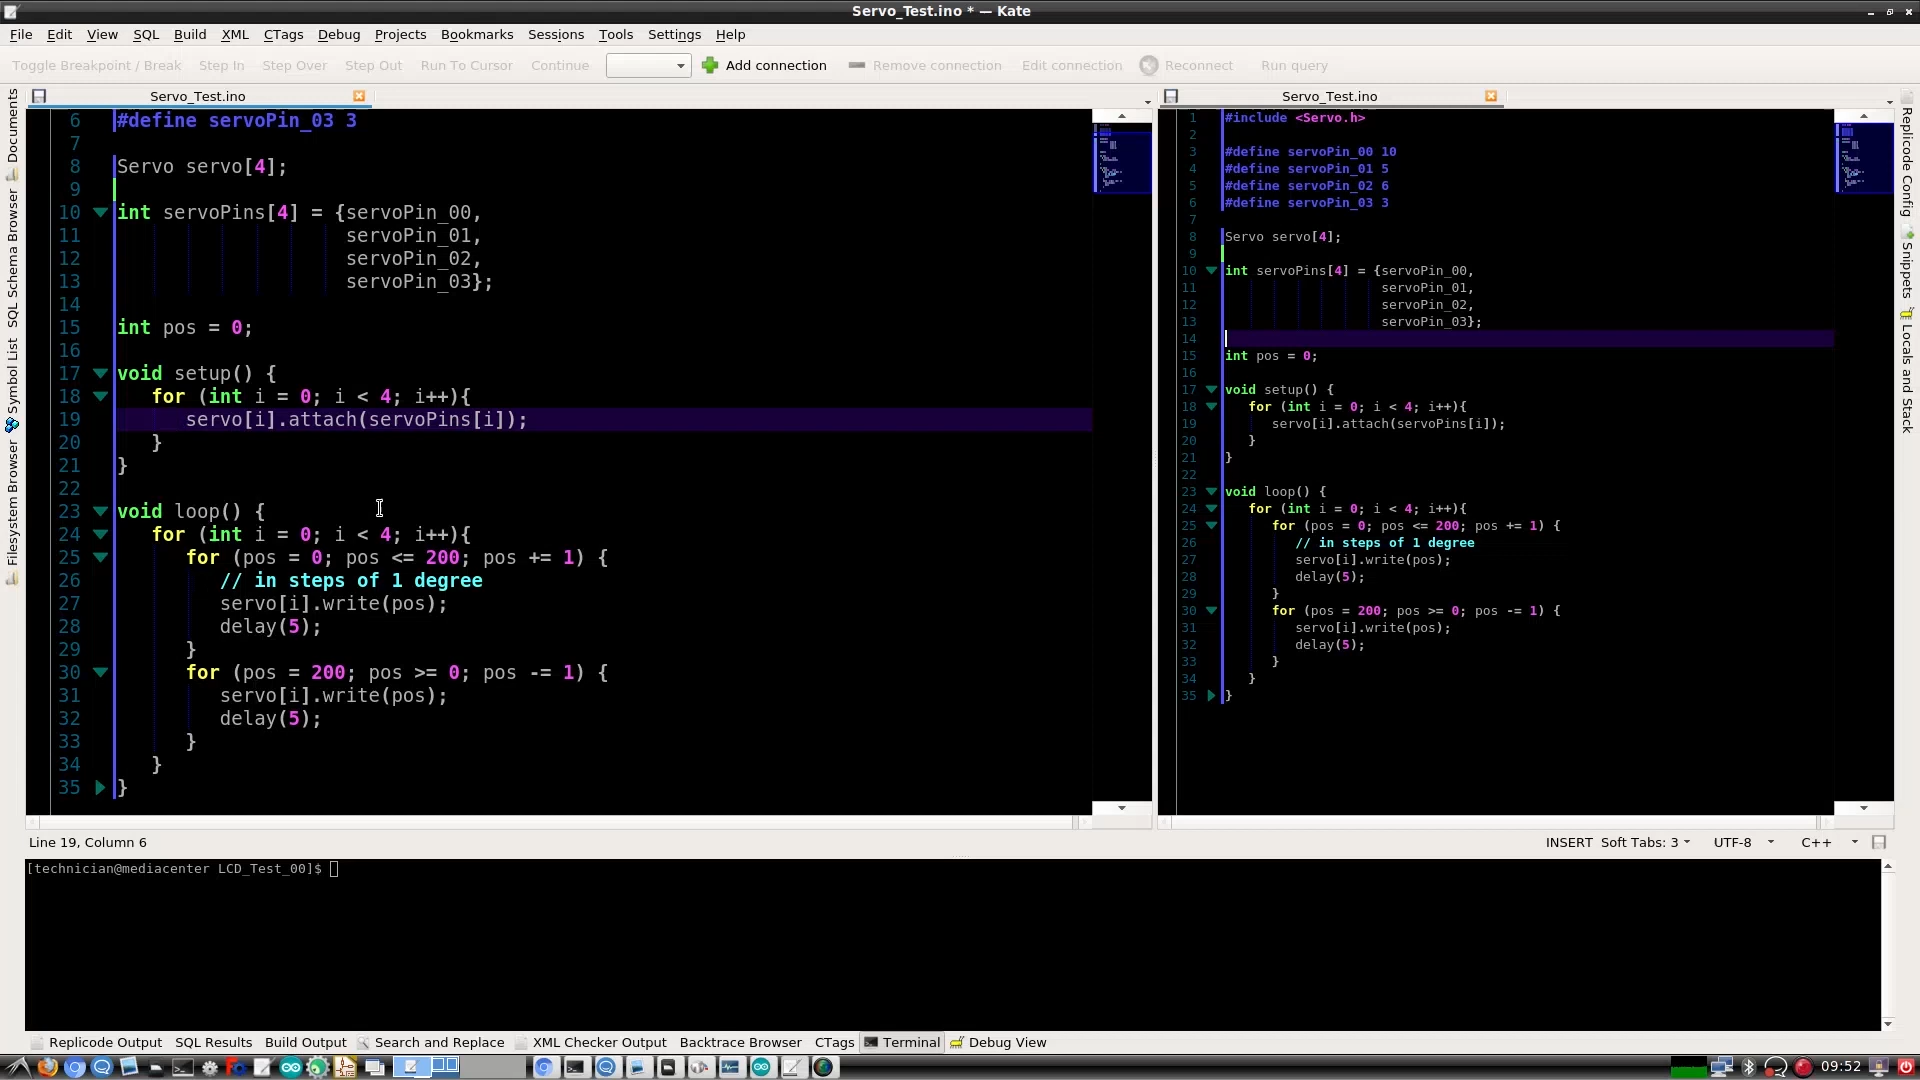 Servo_Test.ino * — Kate
File Edit View SQL Build XML CTags Debug Projects Bookmarks Sessions Tools Settings Help
Toggle Breakpoint / Break Step In Step Over Step Out Run To Cursor Continue Add connection Remove connection Edit connection Reconnect Run query
Documents
SQL Schema Browser
Symbol List
Filesystem Browser
Servo_Test.ino
6 #define servoPin_03 3
7
8 Servo servo[4];
9
10 int servoPins[4] = {servoPin_00,
11 servoPin_01,
12 servoPin_02,
13 servoPin_03};
14
15 int pos = 0;
16
17 void setup() {
18 for (int i = 0; i < 4; i++){
19 servo[i].attach(servoPins[i]);
20 }
21 }
22
23 void loop() {
24 for (int i = 0; i < 4; i++){
25 for (pos = 0; pos <= 200; pos += 1) {
26 // in steps of 1 degree
27 servo[i].write(pos);
28 delay(5);
29 }
30 for (pos = 200; pos >= 0; pos -= 1) {
31 servo[i].write(pos);
32 delay(5);
33 }
34 }
35 }
Servo_Test.ino
1 #include <Servo.h>
2
3 #define servoPin_00 10
4 #define servoPin_01 5
5 #define servoPin_02 6
6 #define servoPin_03 3
7
8 Servo servo[4];
9
10 int servoPins[4] = {servoPin_00,
11 servoPin_01,
12 servoPin_02,
13 servoPin_03};
14
15 int pos = 0;
16
17 void setup() {
18 for (int i = 0; i < 4; i++){
19 servo[i].attach(servoPins[i]);
20 }
21 }
22
23 void loop() {
24 for (int i = 0; i < 4; i++){
25 for (pos = 0; pos <= 200; pos += 1) {
26 // in steps of 1 degree
27 servo[i].write(pos);
28 delay(5);
29 }
30 for (pos = 200; pos >= 0; pos -= 1) {
31 servo[i].write(pos);
32 delay(5);
33 }
34 }
35 }
Replicode Config
Snippets
Locals and Stack
Line 19, Column 6 INSERT Soft Tabs: 3 UTF-8 C++
[technician@mediacenter LCD_Test_00]$
Replicode Output SQL Results Build Output Search and Replace XML Checker Output Backtrace Browser CTags Terminal Debug View
09:52